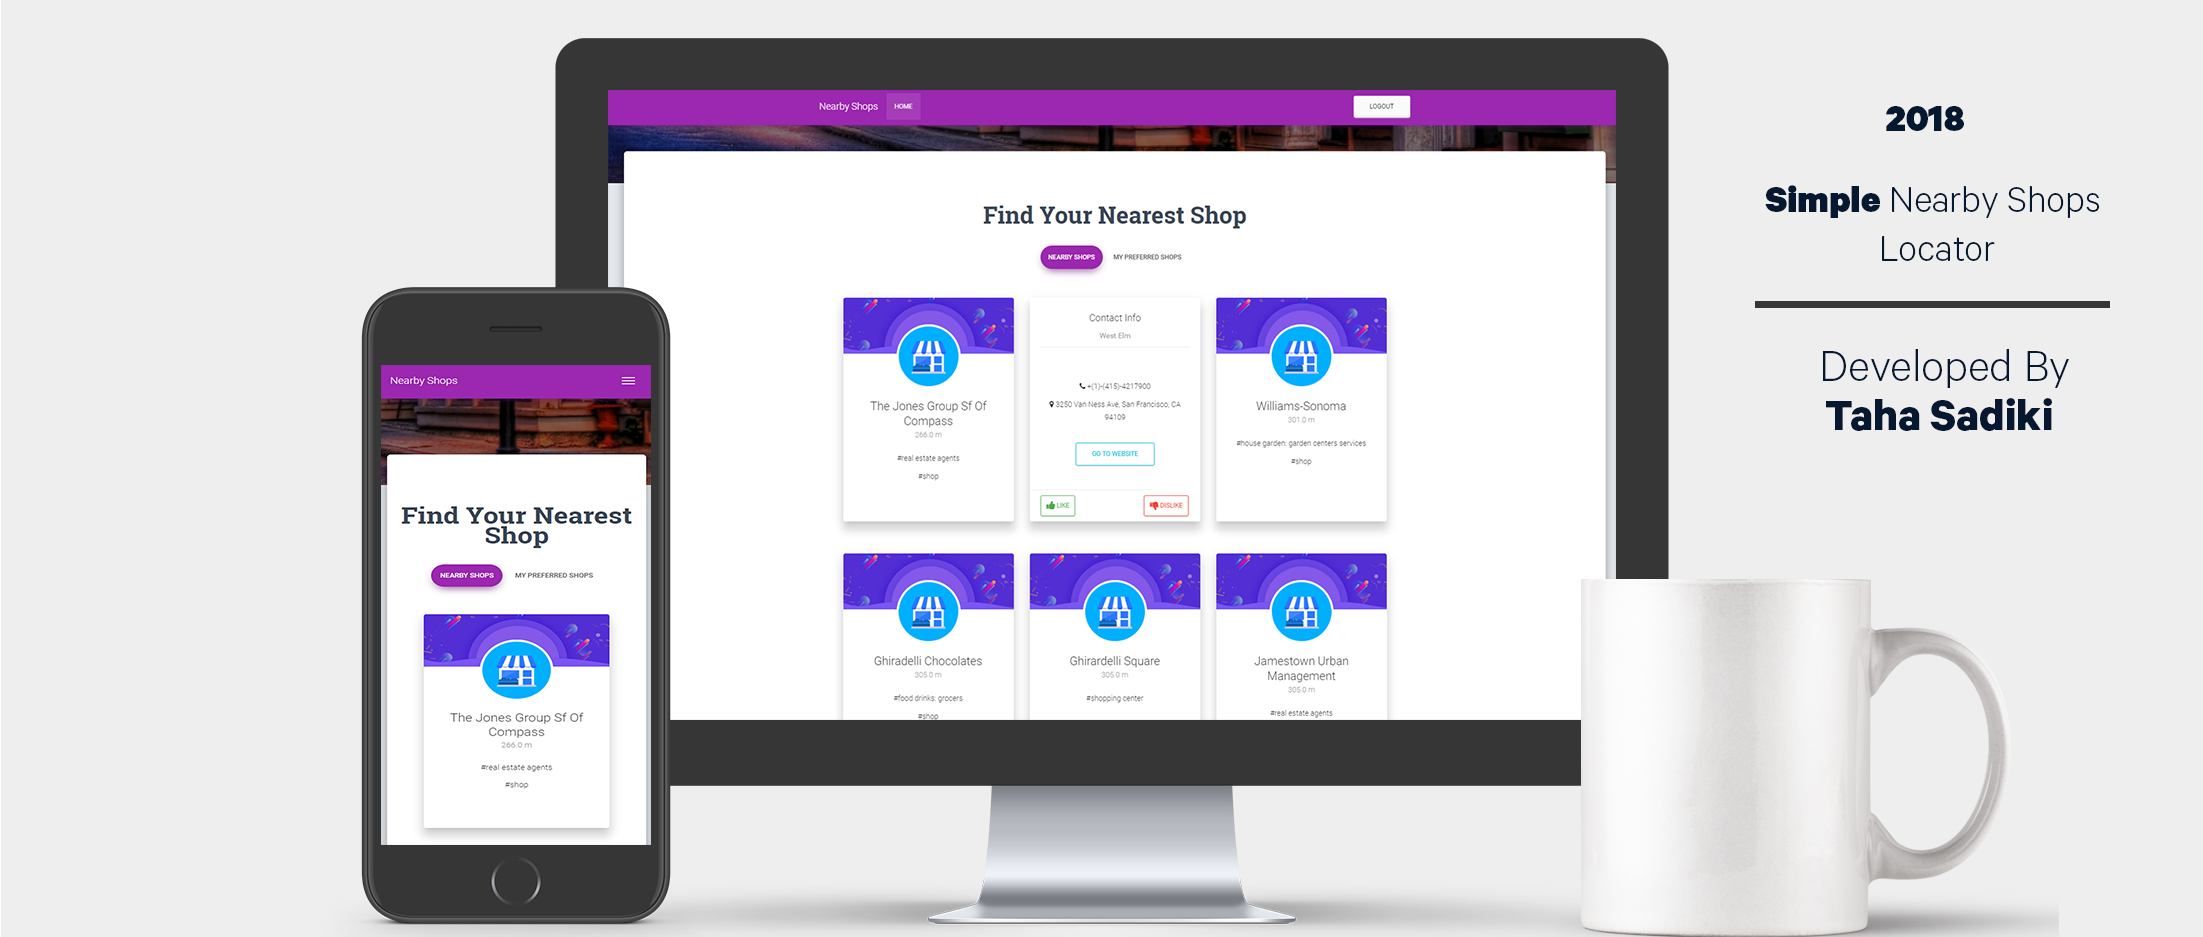 Nearby Shops
HOME
LOGOUT
Find Your Nearest Shop
NEARBY SHOPS
MY PREFERRED SHOPS
The Jones Group Sf Of
Compass
266.0 m
#real estate agents
#shop
Contact Info
West Elm
+(1)-(415)-4217900
3250 Van Ness Ave, San Francisco, CA
94109
GO TO WEBSITE
LIKE
DISLIKE
Williams-Sonoma
301.0 m
#house garden: garden centers services
#shop
Ghiradelli Chocolates
305.0 m
#food drinks: grocers
#shop
Ghirardelli Square
305.0 m
#shopping center
Jamestown Urban
Management
305.0 m
#real estate agents
Nearby Shops
Find Your Nearest
Shop
NEARBY SHOPS
MY PREFERRED SHOPS
The Jones Group Sf Of
Compass
266.0 m
#real estate agents
#shop
2018
Simple Nearby Shops
Locator
Developed By
Taha Sadiki